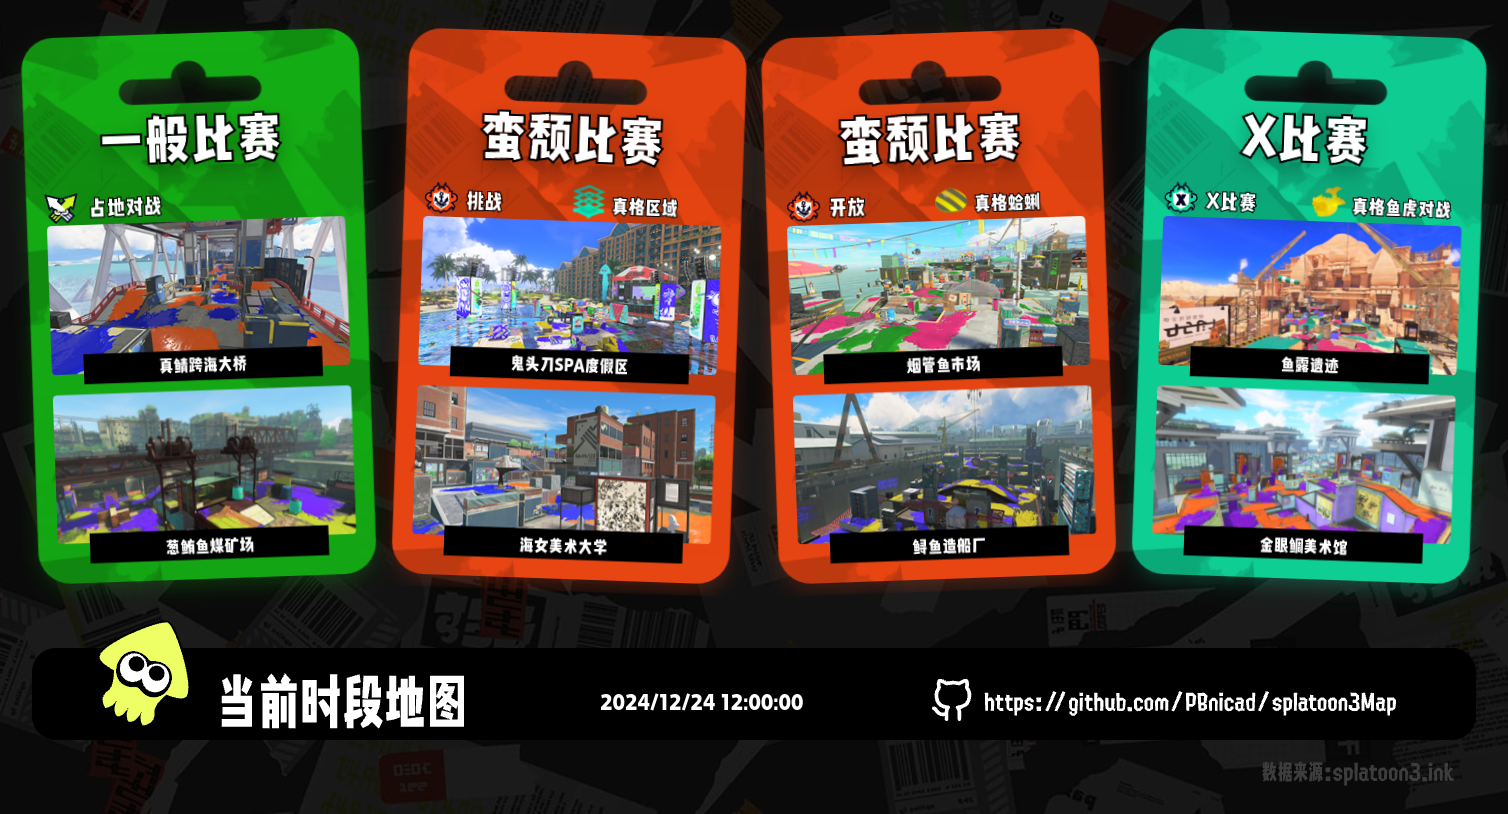 一般比赛
占地对战
真鲷跨海大桥
葱鲔鱼煤矿场
蛮颓比赛
挑战
真格区域
鬼头刀SPA度假区
海女美术大学
蛮颓比赛
开放
真格蛤蜊
烟管鱼市场
鲟鱼造船厂
X比赛
X比赛
真格鱼虎对战
鱼露遗迹
金眼鲷美术馆
当前时段地图
2024/12/24 12:00:00
https://github.com/PBnicad/splatoon3Map
数据来源:splatoon3.ink